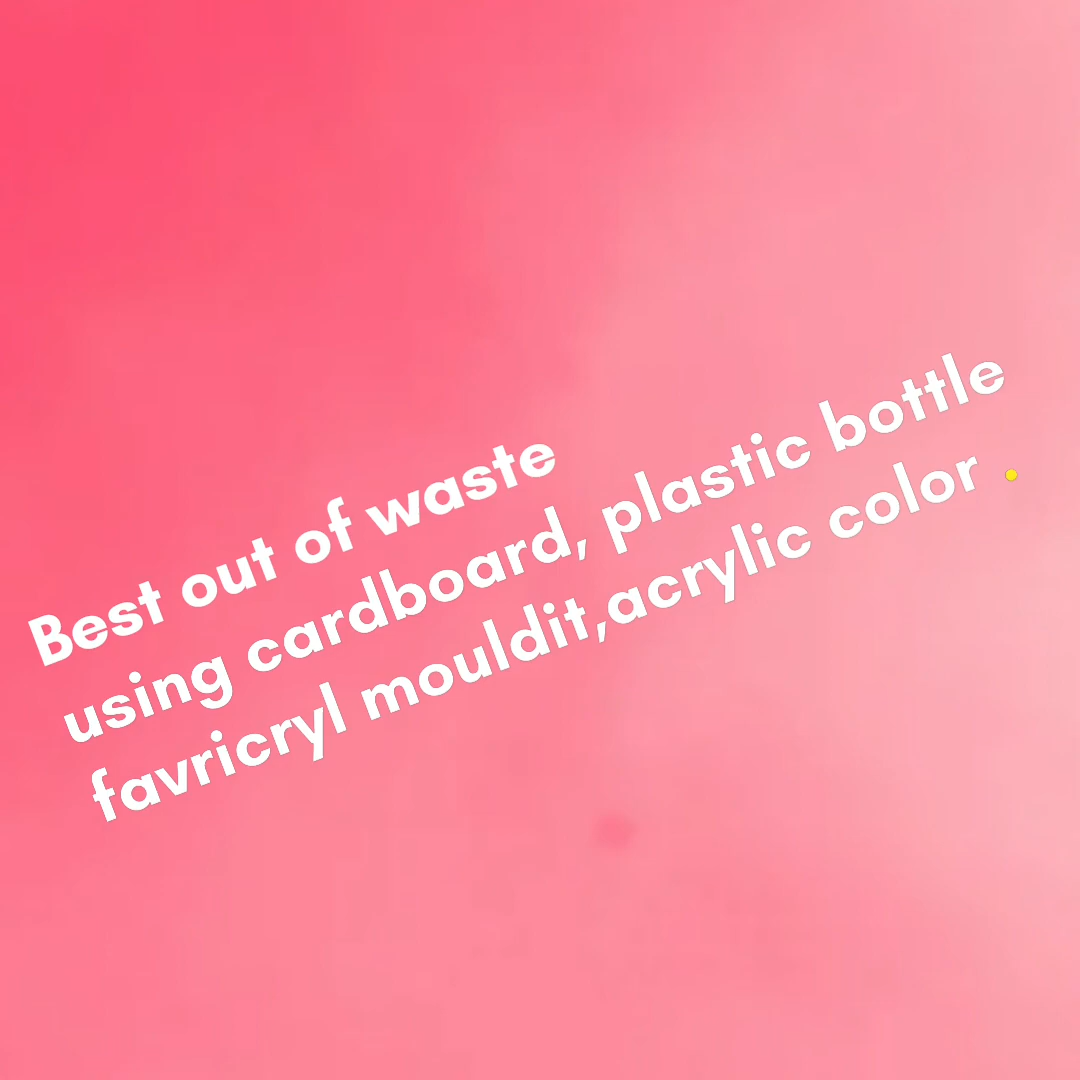 Best out of waste
using cardboard, plastic bottle
favricryl mouldit,acrylic color .